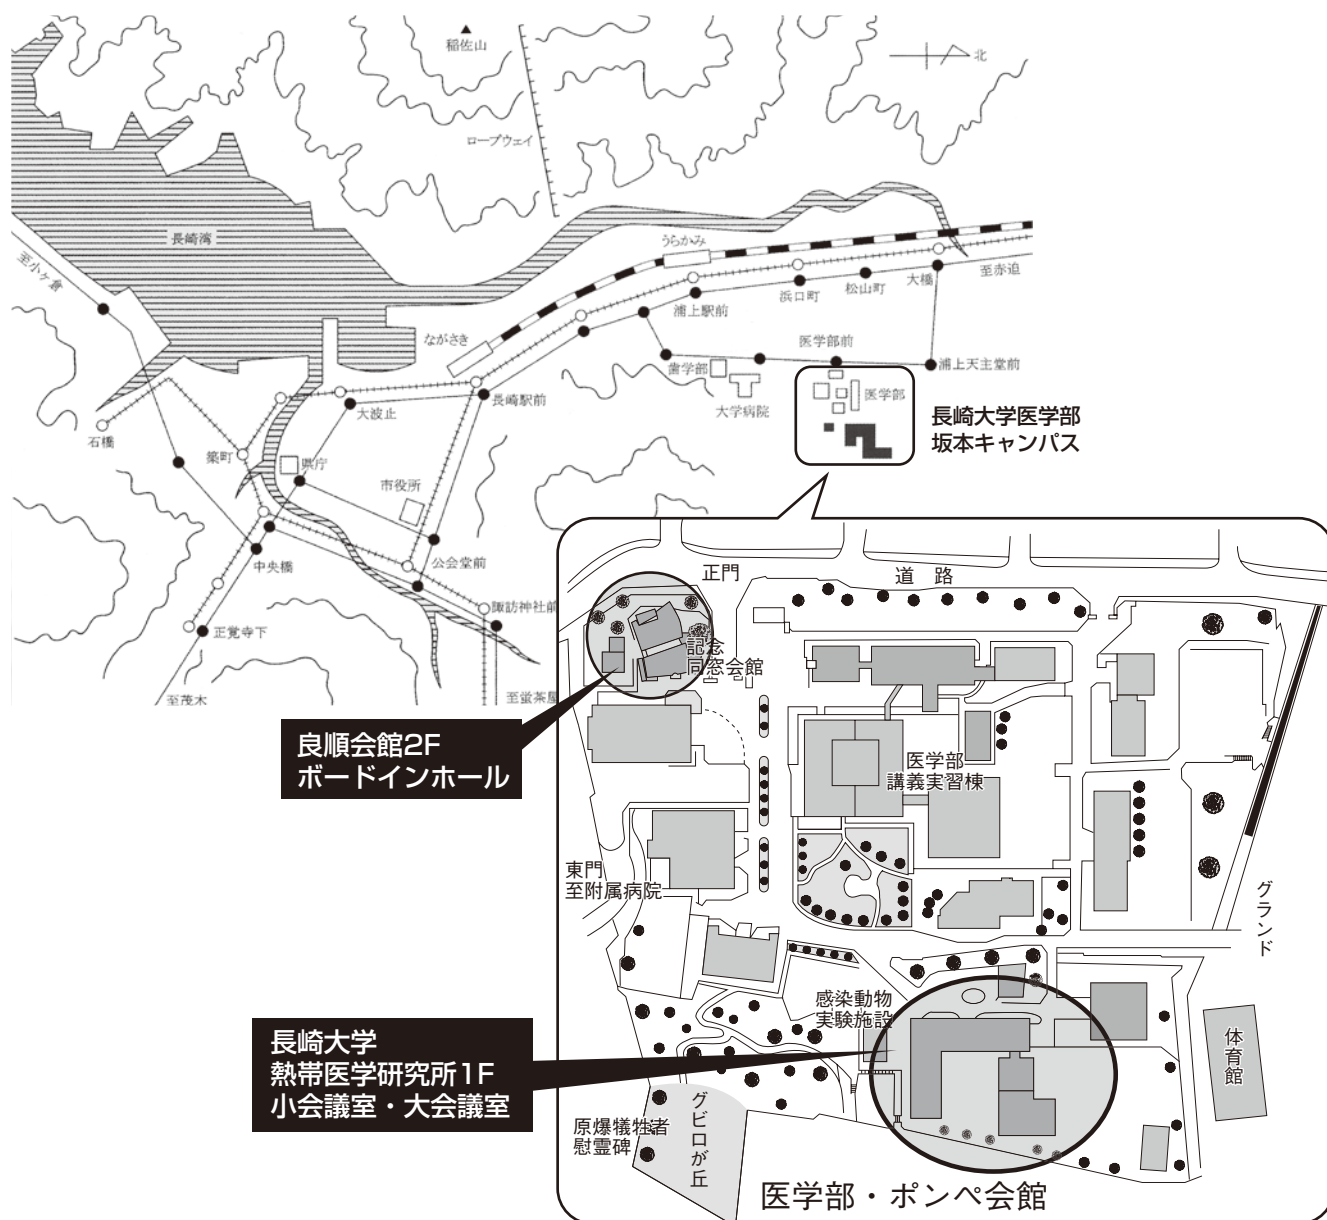 稲佐山
北
ロープウェイ
長崎湾
至小ケ倉
うらかみ
至赤迫
大橋
松山町
浜口町
浦上駅前
ながさき
医学部前
歯学部
浦上天主堂前
大学病院
医学部
長崎大学医学部
坂本キャンパス
長崎駅前
大波止
石橋
築町
県庁
市役所
公会堂前
中央橋
諏訪神社前
正覚寺下
至茂木
至蛍茶屋
正門
道 路
記念
同窓会館
良順会館2F
ボードインホール
医学部
講義実習棟
東門
至附属病院
グランド
感染動物
実験施設
長崎大学
熱帯医学研究所1F
小会議室・大会議室
体育館
グビロが丘
原爆犠牲者
慰霊碑
医学部・ポンペ会館